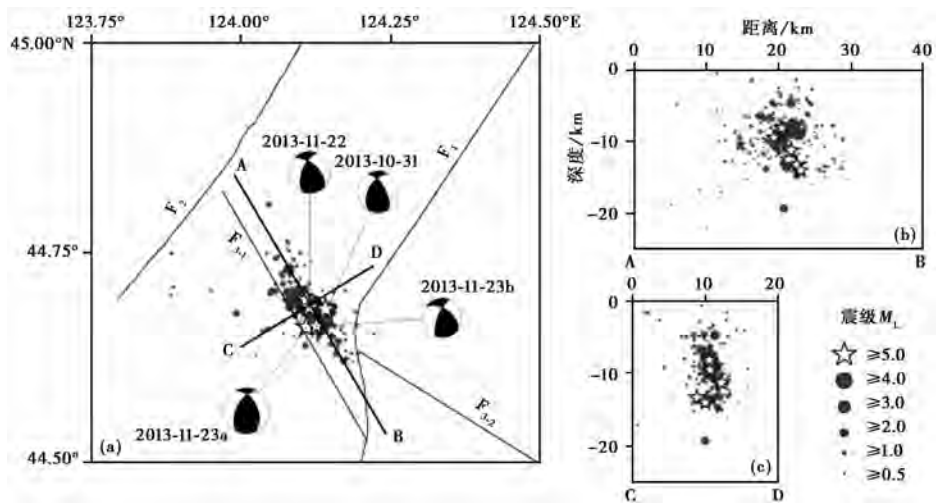 123.75 124.00 124.25 124.50°E
45.00°N
44.75
44.50
2013-11-22
2013-10-31
A
F₁
F₂
F₃₋₁
D
2013-11-23b
C
F₃₋₂
B
2013-11-23a
(a)
距离/km
0 10 20 30 40
深度/km
0
-10
-20
(b)
A B
0 10 20
0
-10
-20
(c)
C D
震级 M_L
≥5.0
≥4.0
≥3.0
≥2.0
≥1.0
≥0.5